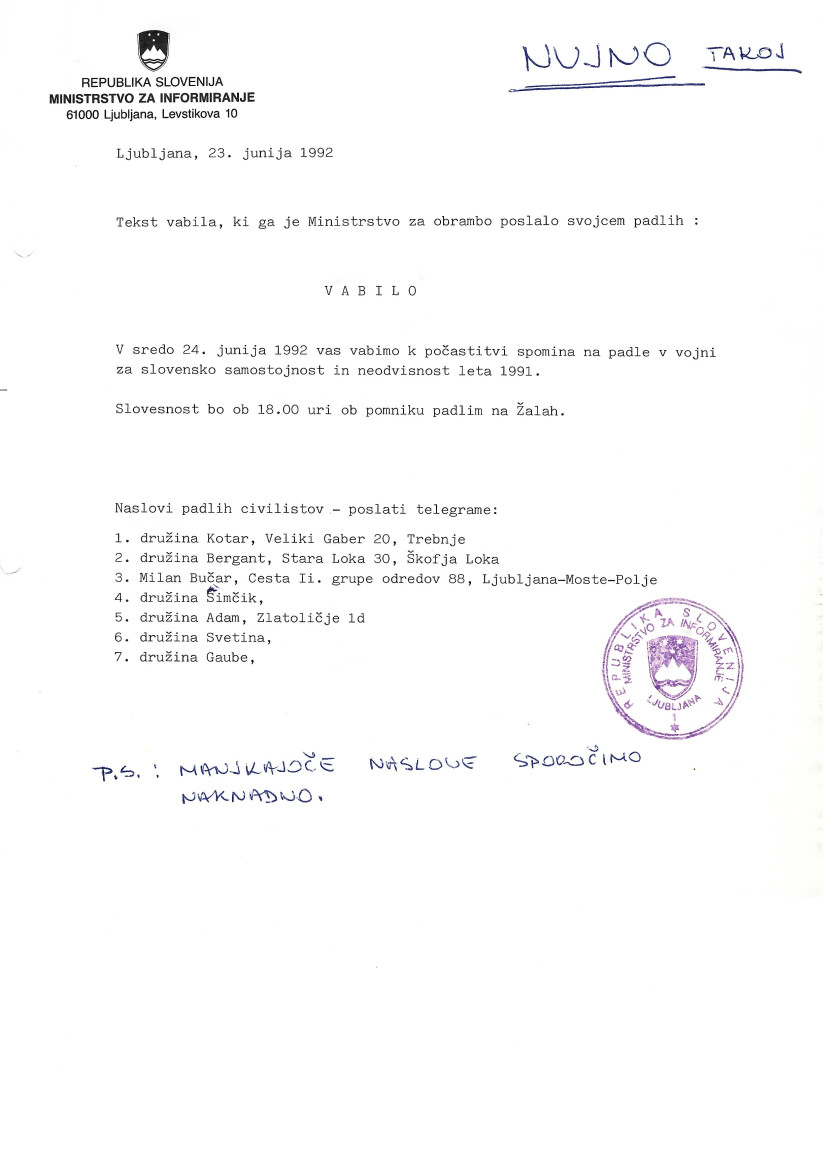 NUJNO TAKOJ
REPUBLIKA SLOVENIJA
MINISTRSTVO ZA INFORMIRANJE
61000 Ljubljana, Levstikova 10
Ljubljana, 23. junija 1992
Tekst vabila, ki ga je Ministrstvo za obrambo poslalo svojcem padlih :
V A B I L O
V sredo 24. junija 1992 vas vabimo k počastitvi spomina na padle v vojni
za slovensko samostojnost in neodvisnost leta 1991.
Slovesnost bo ob 18.00 uri ob pomniku padlim na Žalah.
Naslovi padlih civilistov - poslati telegrame:
1. družina Kotar, Veliki Gaber 20, Trebnje
2. družina Bergant, Stara Loka 30, Škofja Loka
3. Milan Bučar, Cesta Ii. grupe odredov 88, Ljubljana-Moste-Polje
4. družina Šimčik,
5. družina Adam, Zlatoličje 1d
6. družina Svetina,
7. družina Gaube,
REPUBLIKA SLOVENIJA
MINISTRSTVO ZA INFORMIRANJE
LJUBLJANA
1
P.S.: MANJKAJOČE NASLOVE SPOROČIMO
NAKNADNO.